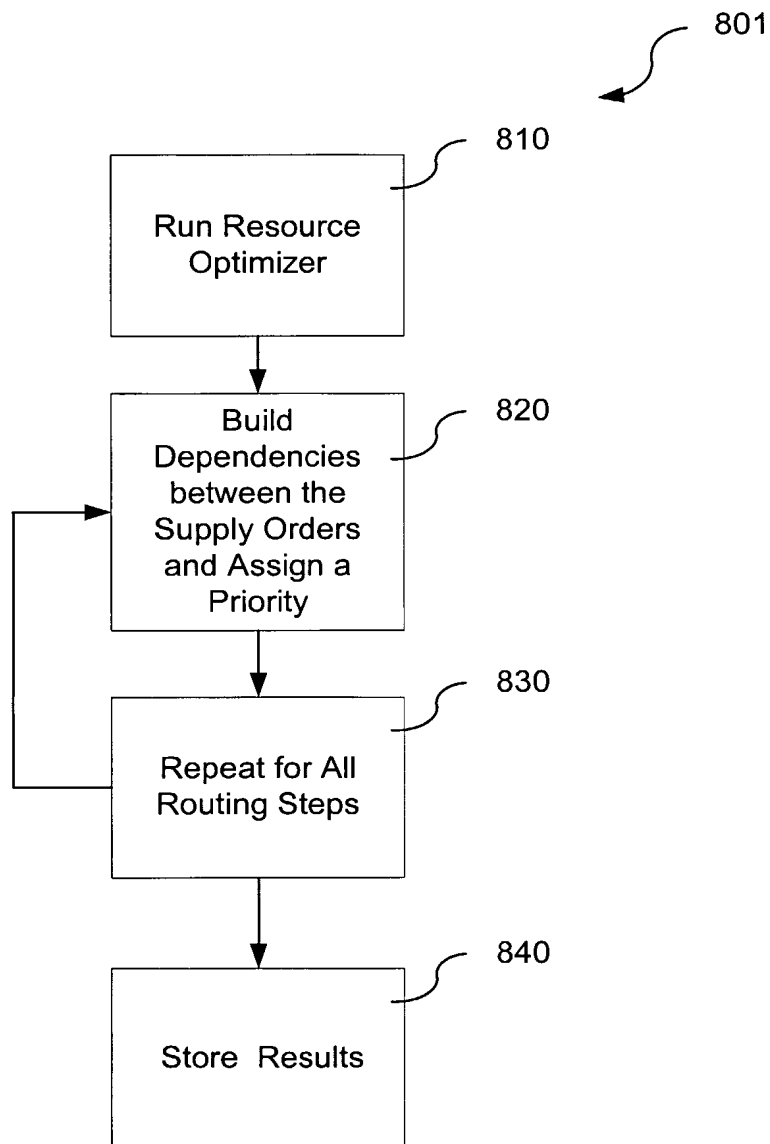 801
810
Run Resource
Optimizer
820
Build
Dependencies
between the
Supply Orders
and Assign a
Priority
830
Repeat for All
Routing Steps
840
Store Results